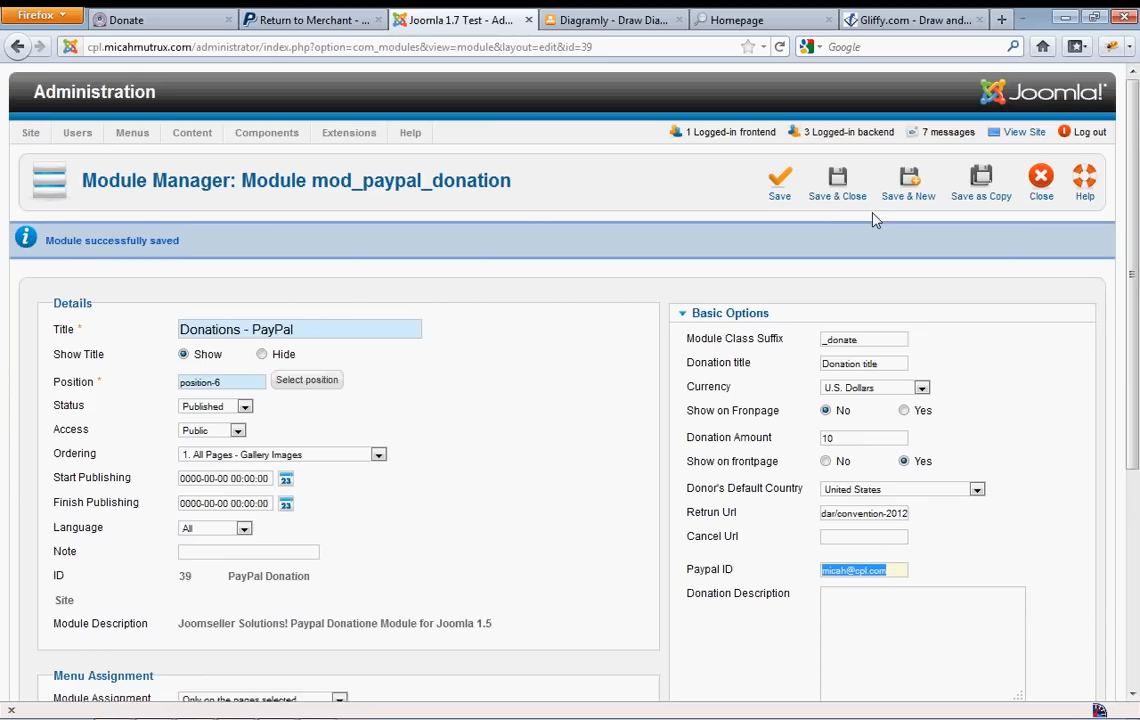 Firefox
Donate
Return to Merchant - ...
Joomla 1.7 Test - Ad...
Diagramly - Draw Dia...
Homepage
Gliffy.com - Draw and...
cpl.micahmutrux.com/administrator/index.php?option=com_modules&view=module&layout=edit&id=39
Google
Administration
Joomla!
Site Users Menus Content Components Extensions Help
1 Logged-in frontend 3 Logged-in backend 7 messages View Site Log out
Module Manager: Module mod_paypal_donation
Save Save & Close Save & New Save as Copy Close Help
Module successfully saved
Details
Title * Donations - PayPal
Show Title Show Hide
Position * position-6 Select position
Status Published
Access Public
Ordering 1. All Pages - Gallery Images
Start Publishing 0000-00-00 00:00:00 23
Finish Publishing 0000-00-00 00:00:00 23
Language All
Note
ID 39 PayPal Donation
Site
Module Description Joomseller Solutions! Paypal Donatione Module for Joomla 1.5
Menu Assignment
Module Assignment Only on the pages selected
Basic Options
Module Class Suffix _donate
Donation title Donation title
Currency U.S. Dollars
Show on Fronpage No Yes
Donation Amount 10
Show on frontpage No Yes
Donor's Default Country United States
Retrun Url dar/convention-2012
Cancel Url
Paypal ID micah@cpl.com
Donation Description